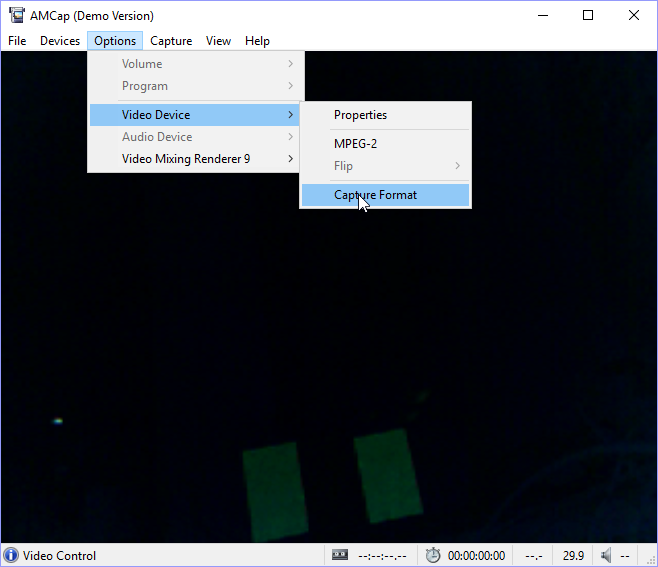 AMCap (Demo Version)
File Devices Options Capture View Help
Volume
Program
Video Device
Audio Device
Video Mixing Renderer 9
Properties
MPEG-2
Flip
Capture Format
Video Control --:--:--.-- 00:00:00:00 --.- 29.9 --